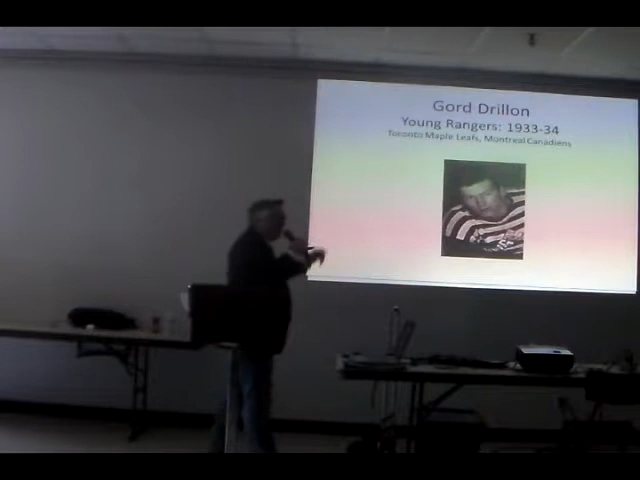 Gord Drillon
Young Rangers: 1933-34
Toronto Maple Leafs, Montreal Canadiens